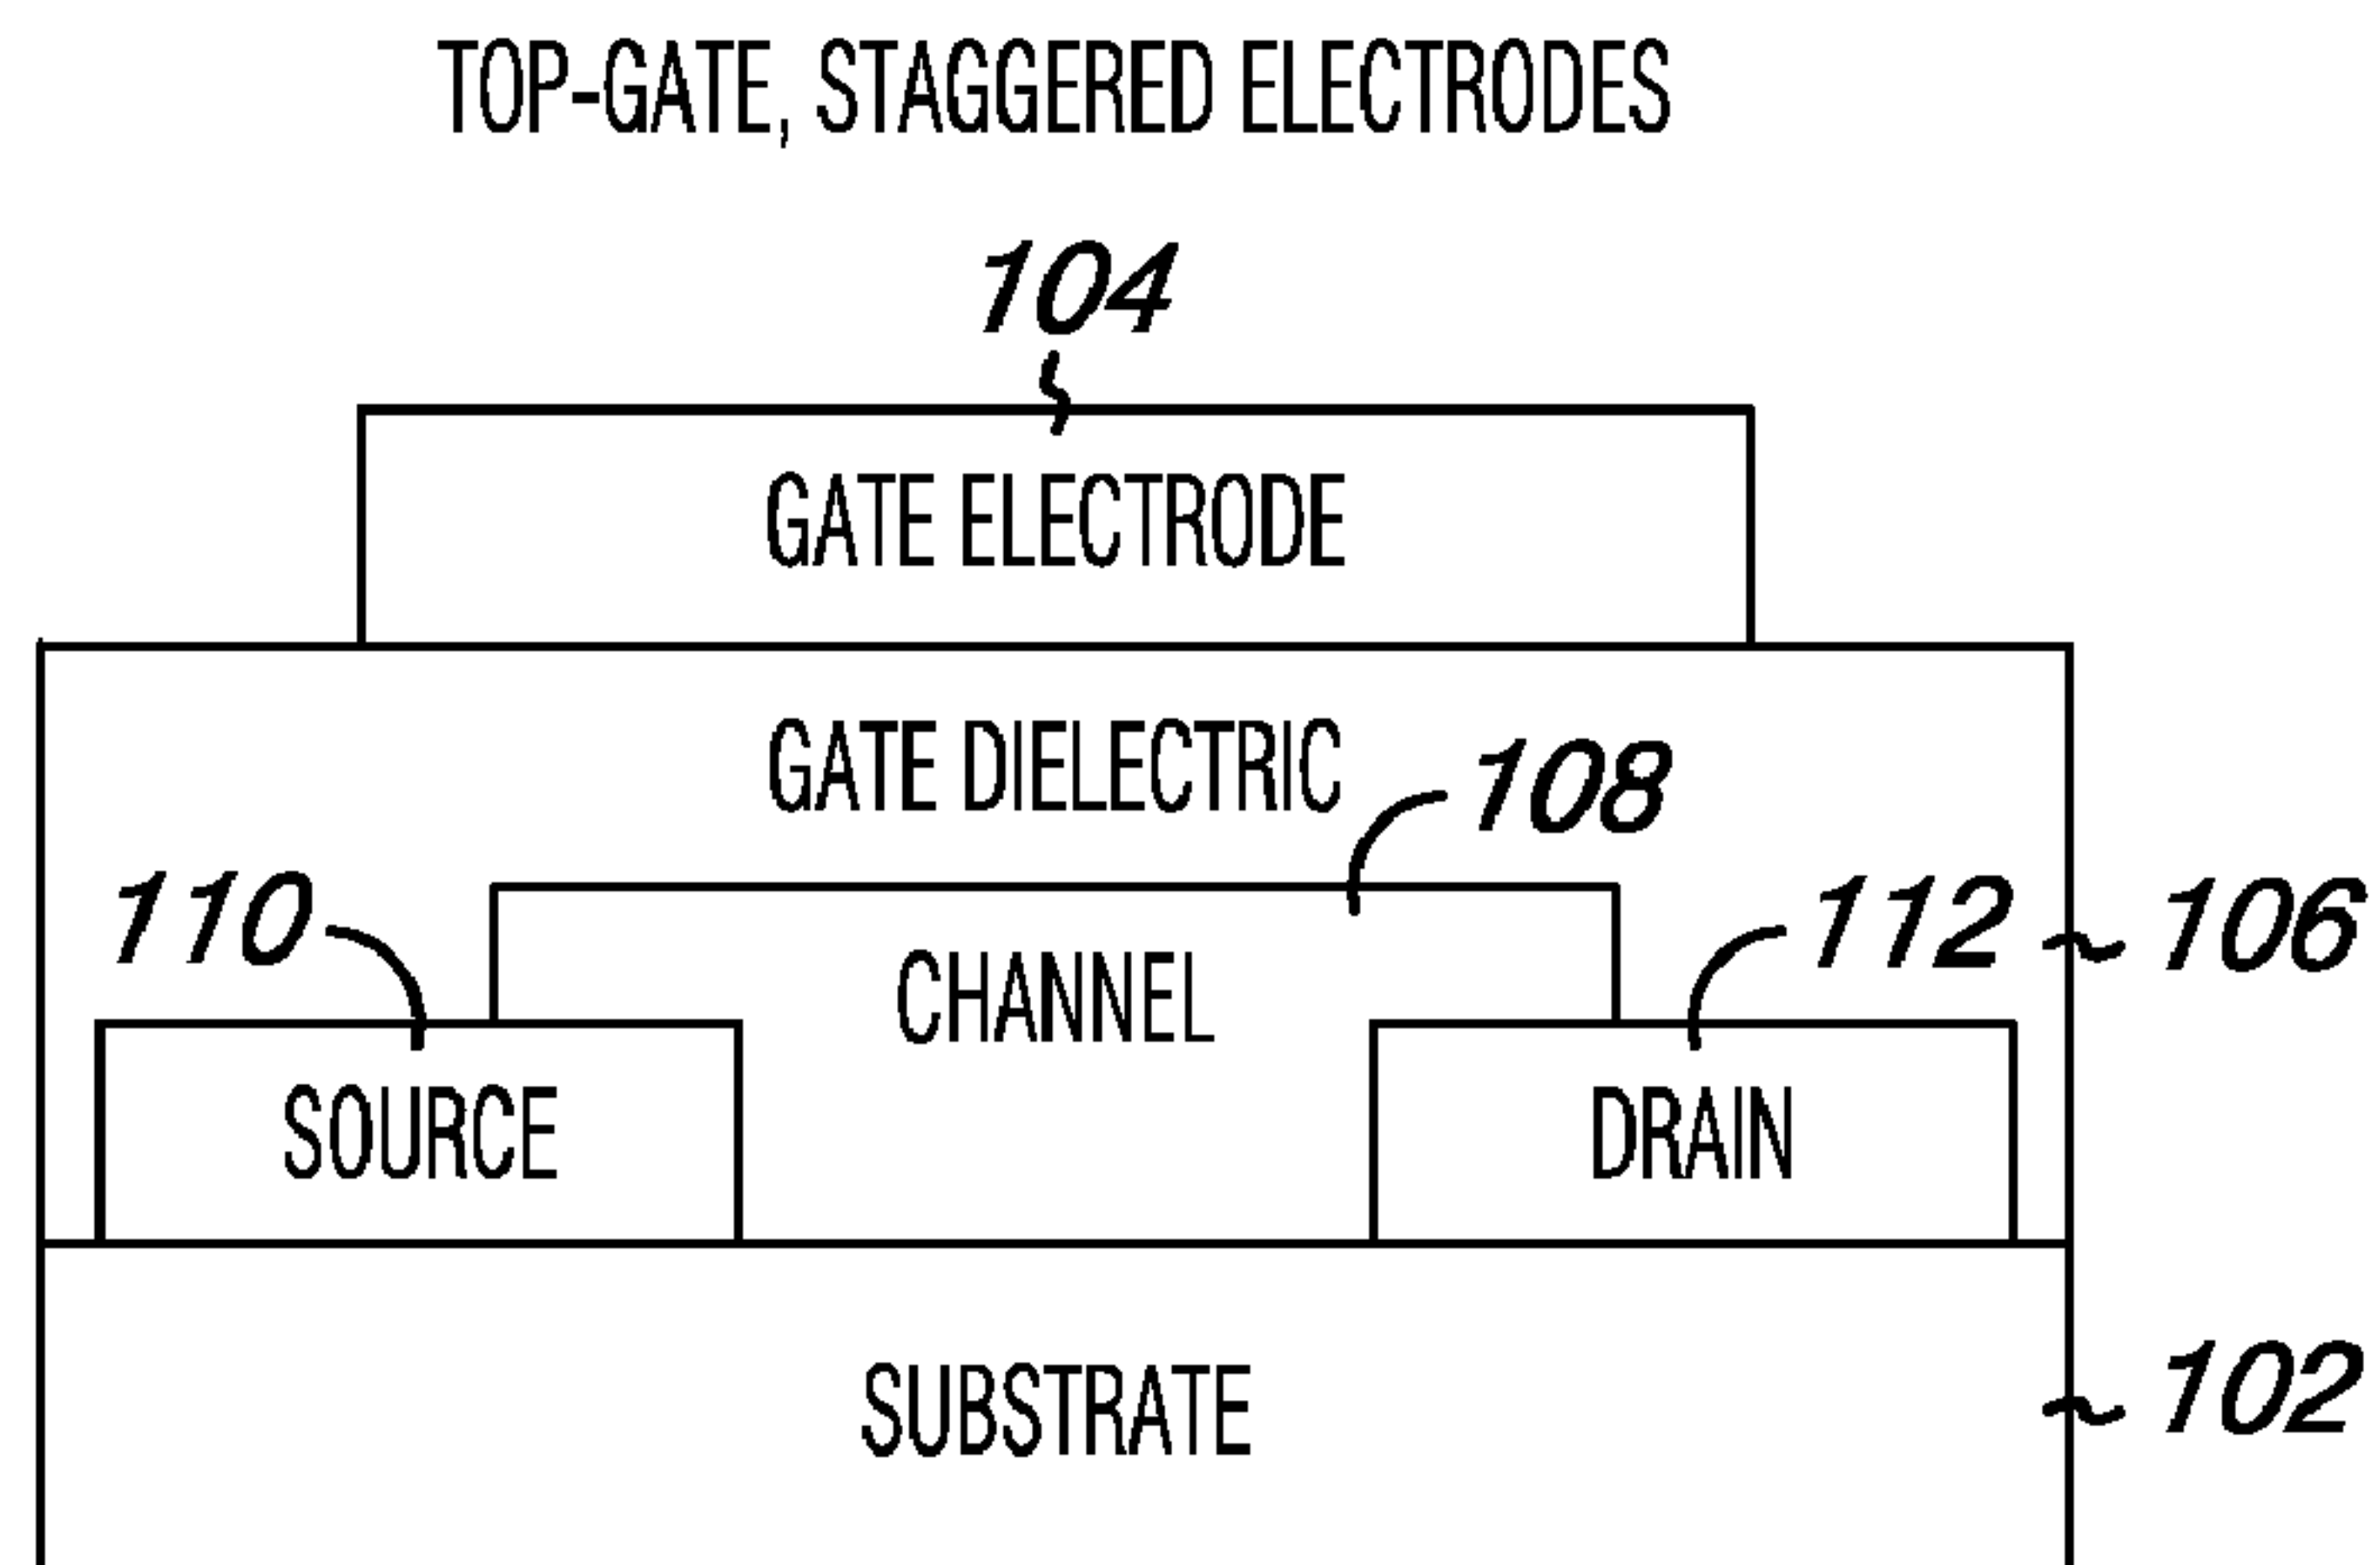 TOP-GATE, STAGGERED ELECTRODES
104
GATE ELECTRODE
GATE DIELECTRIC
108
110
112
106
CHANNEL
SOURCE
DRAIN
SUBSTRATE
102